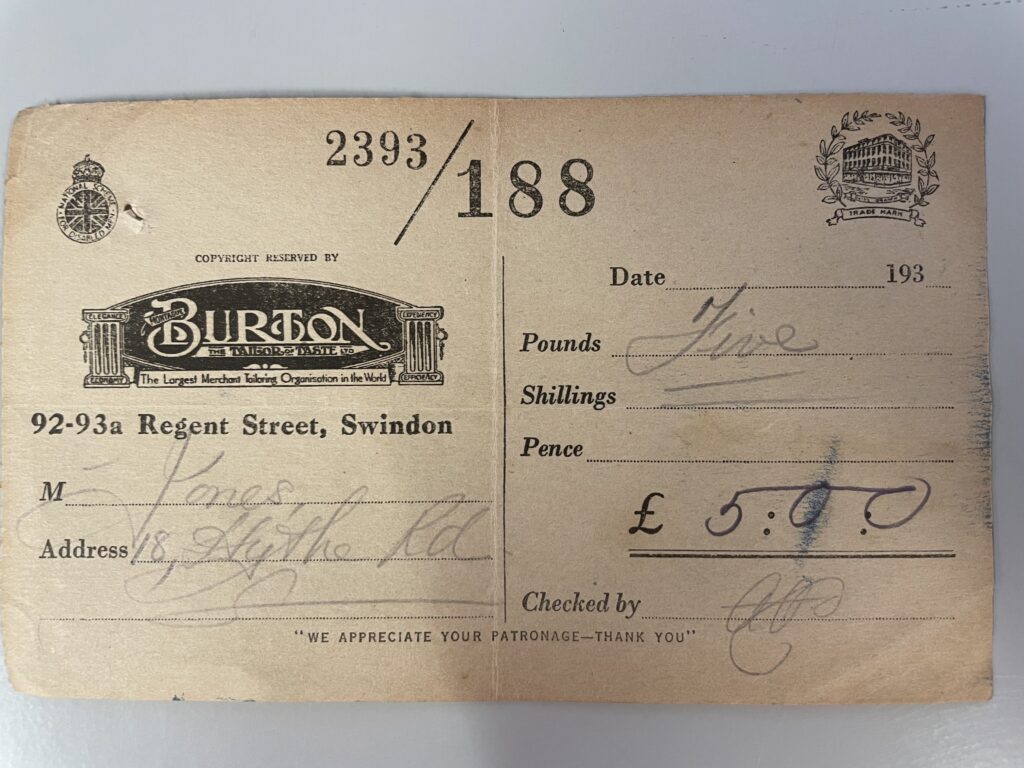 2393/188
NATIONAL SCHEME
FOR DISABLED MEN
TRADE MARK
COPYRIGHT RESERVED BY
ELEGANCE
ECONOMY
MONTAGUE
BURTON
THE TAILOR OF TASTE LTD
EXPEDIENCY
EFFICIENCY
The Largest Merchant Tailoring Organisation in the World
92-93a Regent Street, Swindon
M Jones
Address 18, Hythe Rd
Date 193
Pounds Five
Shillings
Pence
£ 5:0.0
Checked by
"WE APPRECIATE YOUR PATRONAGE—THANK YOU"